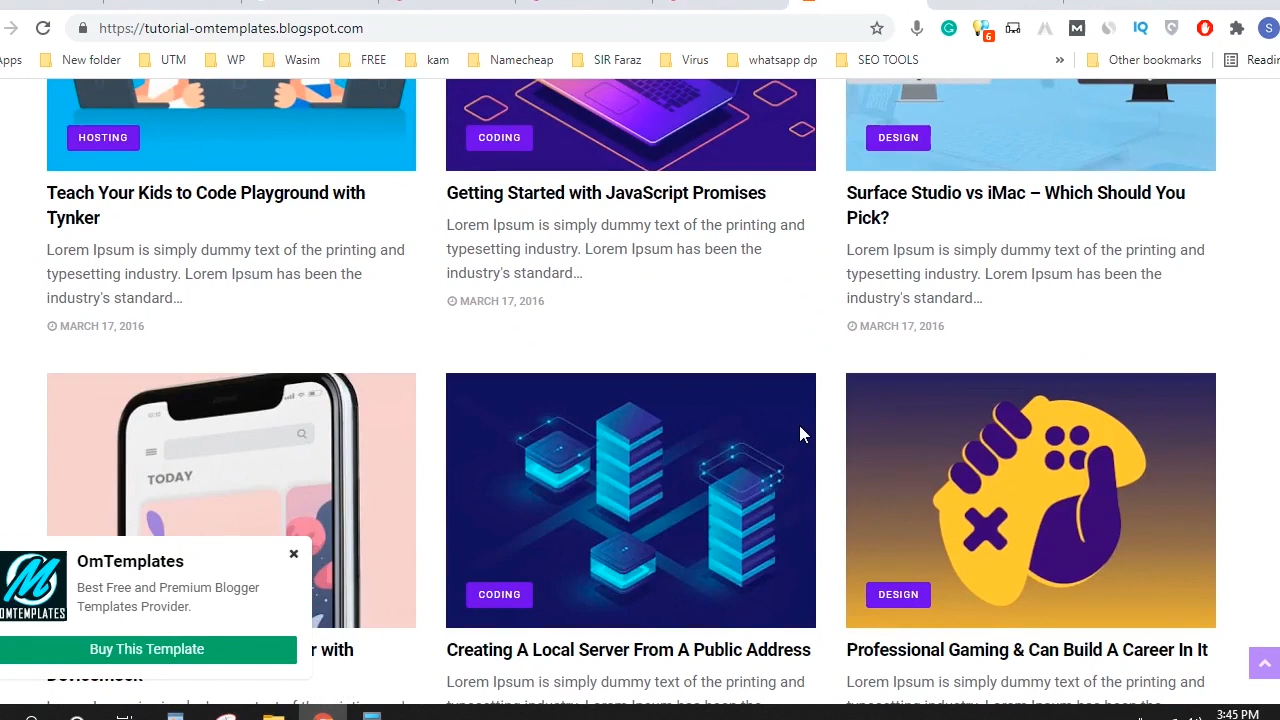 https://tutorial-omtemplates.blogspot.com
6
M
IQ
S
Apps New folder UTM WP Wasim FREE kam Namecheap SIR Faraz Virus whatsapp dp SEO TOOLS » Other bookmarks
HOSTING
CODING
DESIGN
Teach Your Kids to Code Playground with
Tynker
Lorem Ipsum is simply dummy text of the printing and
typesetting industry. Lorem Ipsum has been the
industry's standard…
MARCH 17, 2016
Getting Started with JavaScript Promises
Lorem Ipsum is simply dummy text of the printing and
typesetting industry. Lorem Ipsum has been the
industry's standard…
MARCH 17, 2016
Surface Studio vs iMac – Which Should You
Pick?
Lorem Ipsum is simply dummy text of the printing and
typesetting industry. Lorem Ipsum has been the
industry's standard…
MARCH 17, 2016
TODAY
OmTemplates
Best Free and Premium Blogger
Templates Provider.
OMTEMPLATES
Buy This Template
r with
CODING
Creating A Local Server From A Public Address
Lorem Ipsum is simply dummy text of the printing and
DESIGN
Professional Gaming & Can Build A Career In It
Lorem Ipsum is simply dummy text of the printing and
3:45 PM